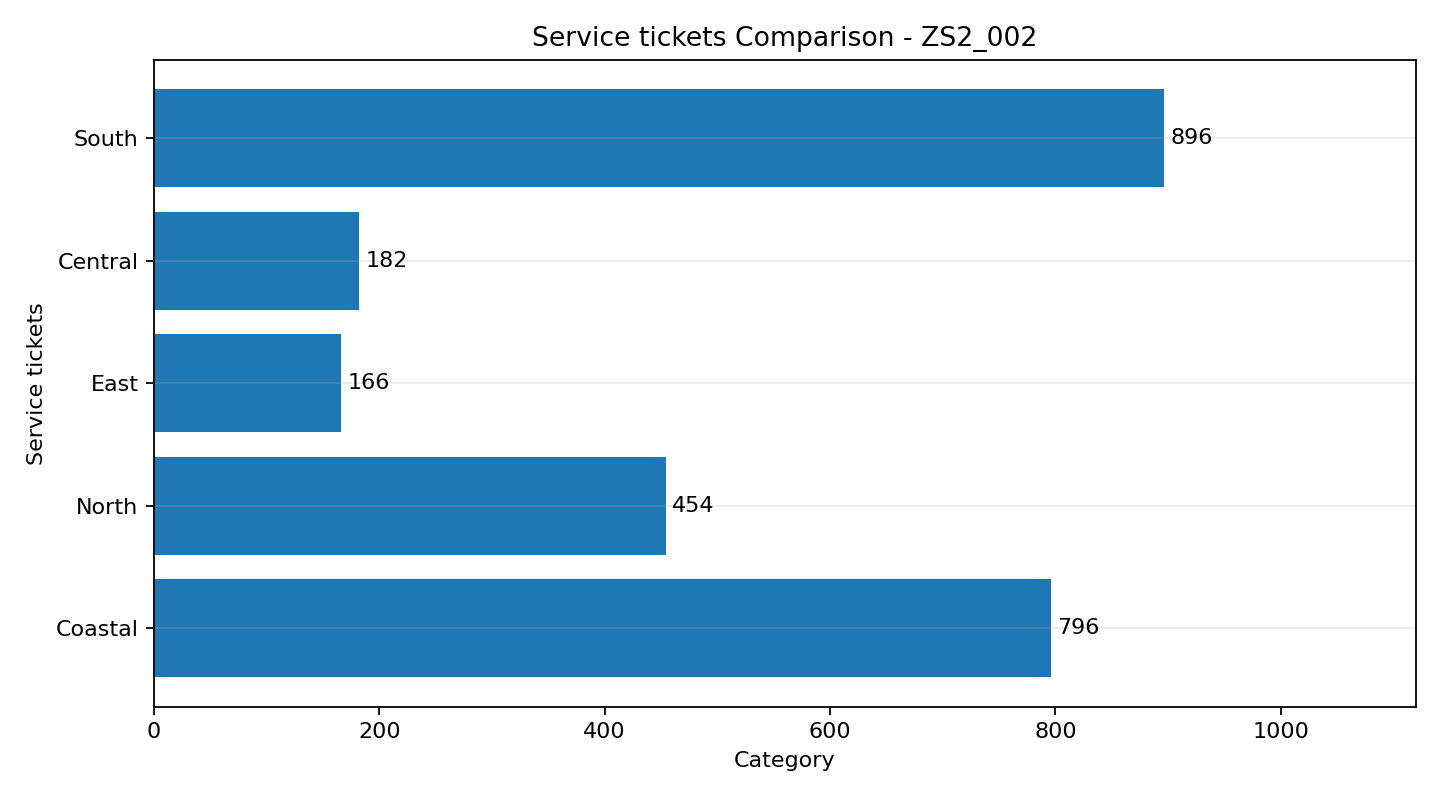 Service tickets Comparison - ZS2_002
South
896
Central
182
East
166
North
454
Coastal
796
Service tickets
0 200 400 600 800 1000
Category